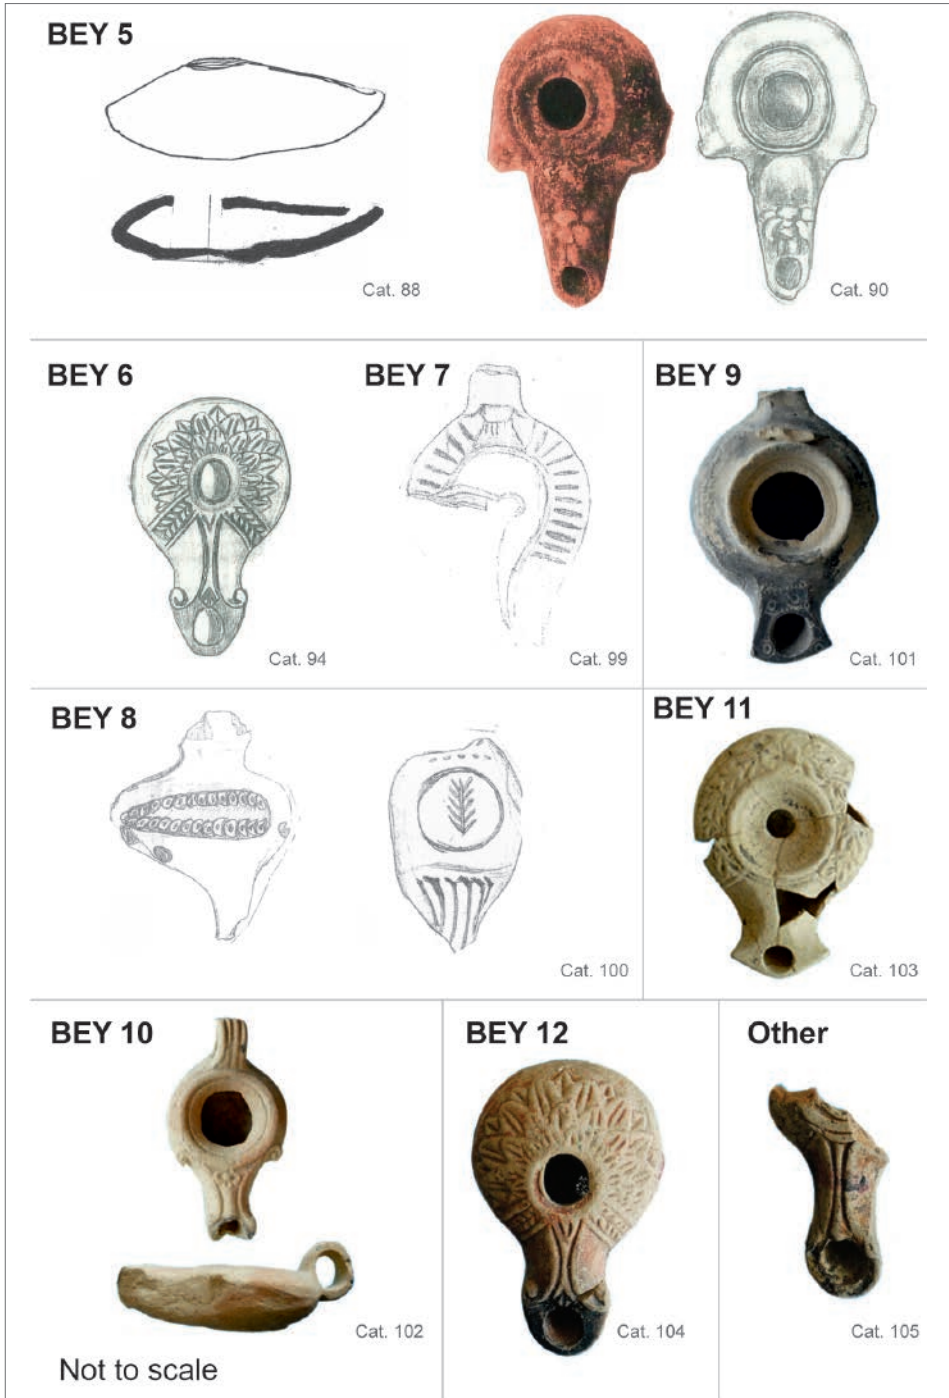 BEY 5
Cat. 88
Cat. 90
BEY 6
Cat. 94
BEY 7
Cat. 99
BEY 9
Cat. 101
BEY 8
Cat. 100
BEY 11
Cat. 103
BEY 10
Cat. 102
BEY 12
Cat. 104
Other
Cat. 105
Not to scale